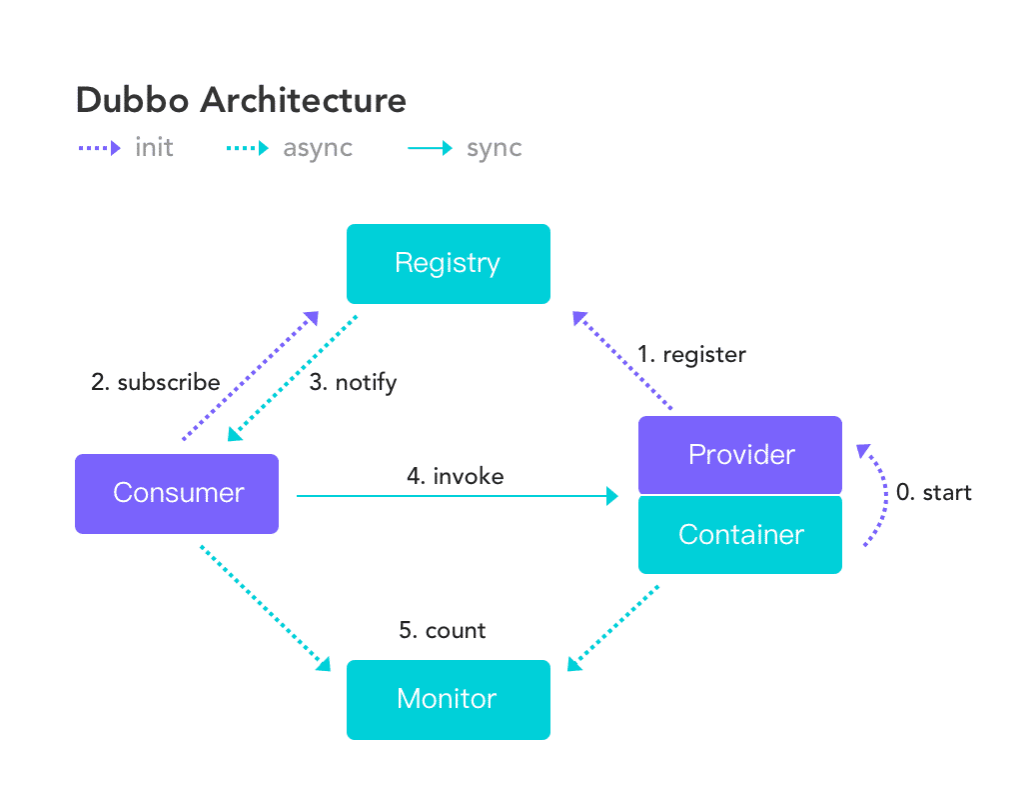 Dubbo Architecture
init async sync
Registry
1. register
2. subscribe 3. notify
Provider
4. invoke
Consumer
0. start
Container
5. count
Monitor